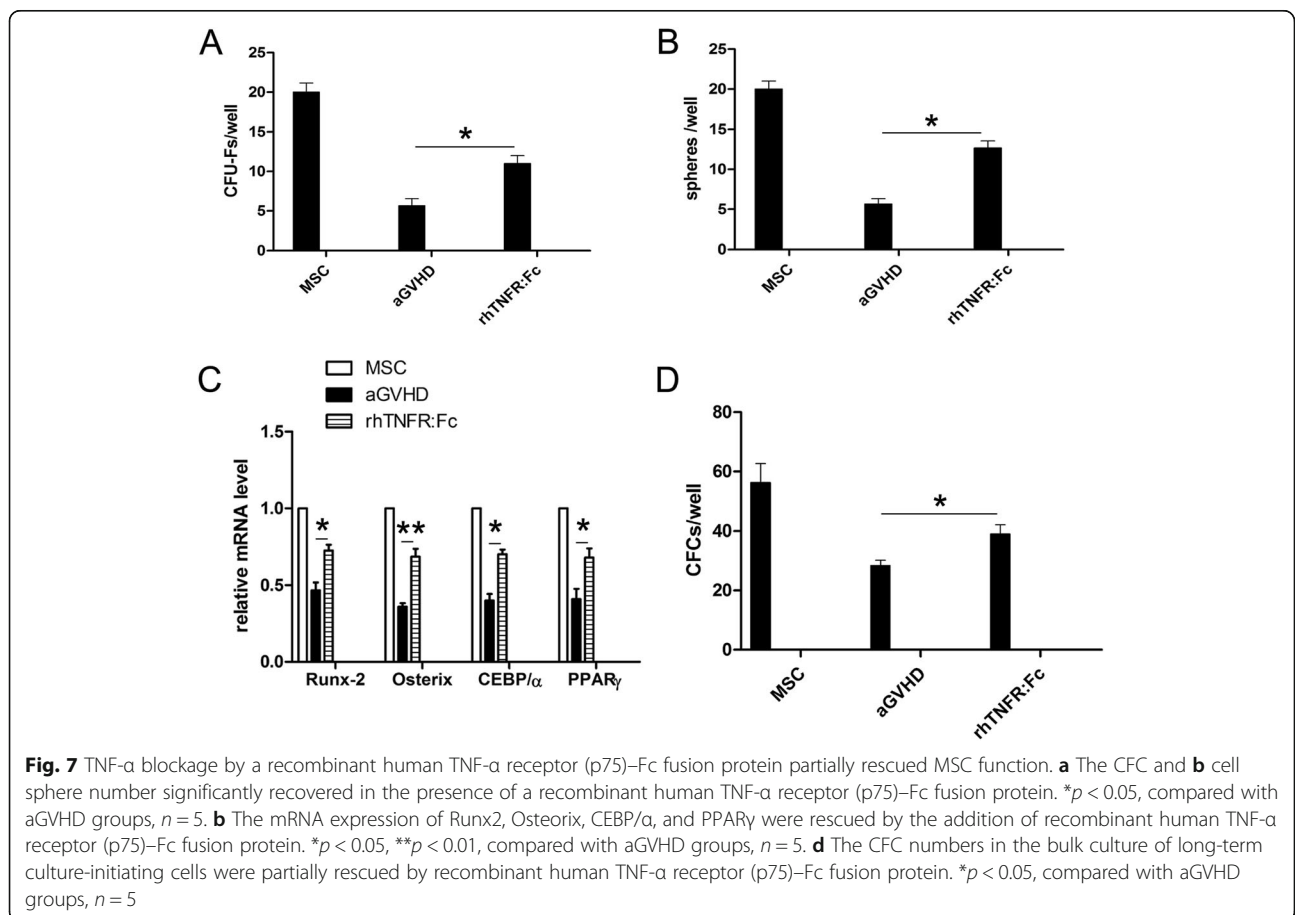 A
25
20
15
10
5
0
CFU-Fs/well
*
MSC
aGVHD
rhTNFR:Fc
B
25
20
15
10
5
0
spheres /well
*
MSC
aGVHD
rhTNFR:Fc
C
MSC
aGVHD
rhTNFR:Fc
1.5
1.0
0.5
0.0
relative mRNA level
* ** * *
Runx-2 Osterix CEBP/α PPARγ
D
80
60
40
20
0
CFCs/well
*
MSC
aGVHD
rhTNFR:Fc
Fig. 7 TNF-α blockage by a recombinant human TNF-α receptor (p75)–Fc fusion protein partially rescued MSC function. a The CFC and b cell
sphere number significantly recovered in the presence of a recombinant human TNF-α receptor (p75)–Fc fusion protein. *p < 0.05, compared with
aGVHD groups, n = 5. b The mRNA expression of Runx2, Osteorix, CEBP/α, and PPARγ were rescued by the addition of recombinant human TNF-α
receptor (p75)–Fc fusion protein. *p < 0.05, **p < 0.01, compared with aGVHD groups, n = 5. d The CFC numbers in the bulk culture of long-term
culture-initiating cells were partially rescued by recombinant human TNF-α receptor (p75)–Fc fusion protein. *p < 0.05, compared with aGVHD
groups, n = 5